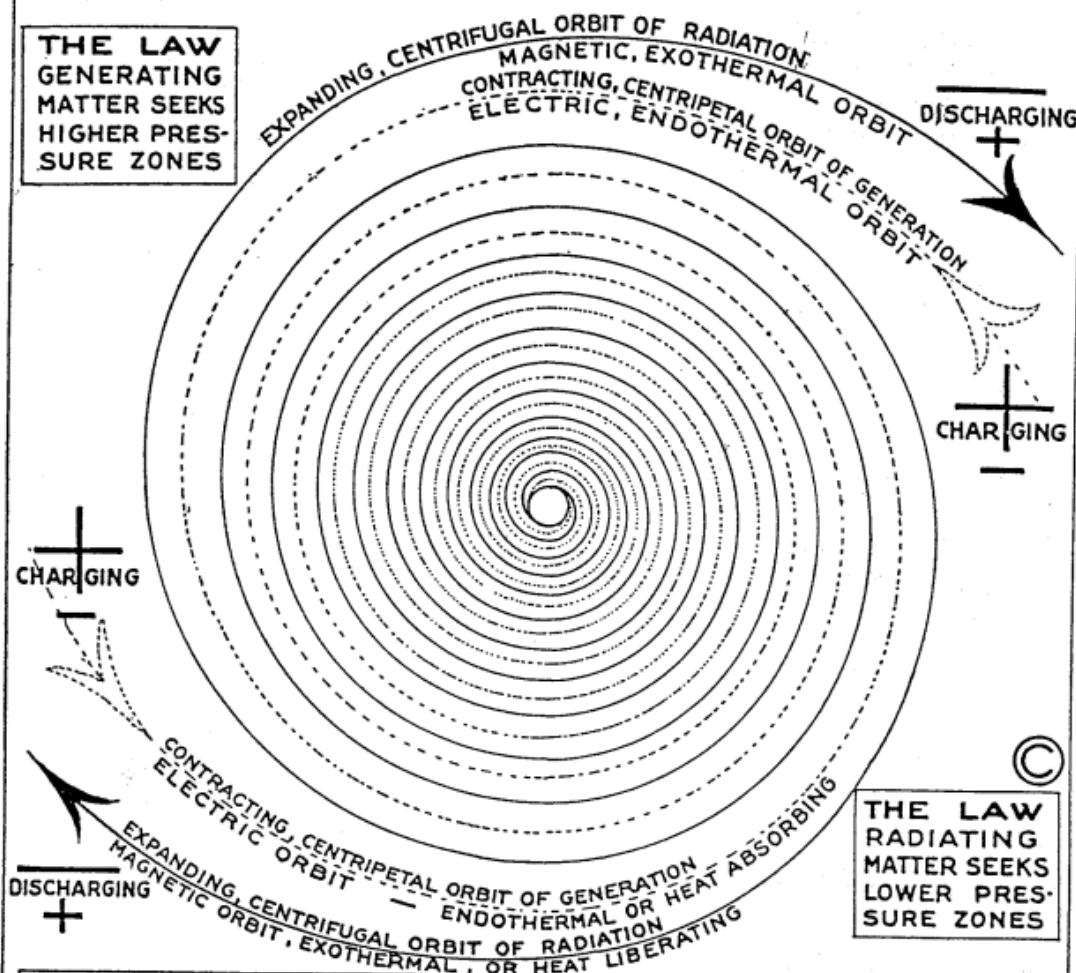 THE LAW
GENERATING
MATTER SEEKS
HIGHER PRES-
SURE ZONES
EXPANDING, CENTRIFUGAL ORBIT OF RADIATION
MAGNETIC, EXOTHERMAL ORBIT
CONTRACTING, CENTRIPETAL ORBIT OF GENERATION
ELECTRIC, ENDOTHERMAL ORBIT
—
DISCHARGING
+
+
CHARGING
—
+
CHARGING
—
CONTRACTING, CENTRIPETAL ORBIT OF GENERATION
ELECTRIC ORBIT — ENDOTHERMAL OR HEAT ABSORBING
EXPANDING, CENTRIFUGAL ORBIT OF RADIATION
MAGNETIC ORBIT, EXOTHERMAL, OR HEAT LIBERATING
—
DISCHARGING
+
©
THE LAW
RADIATING
MATTER SEEKS
LOWER PRES-
SURE ZONES